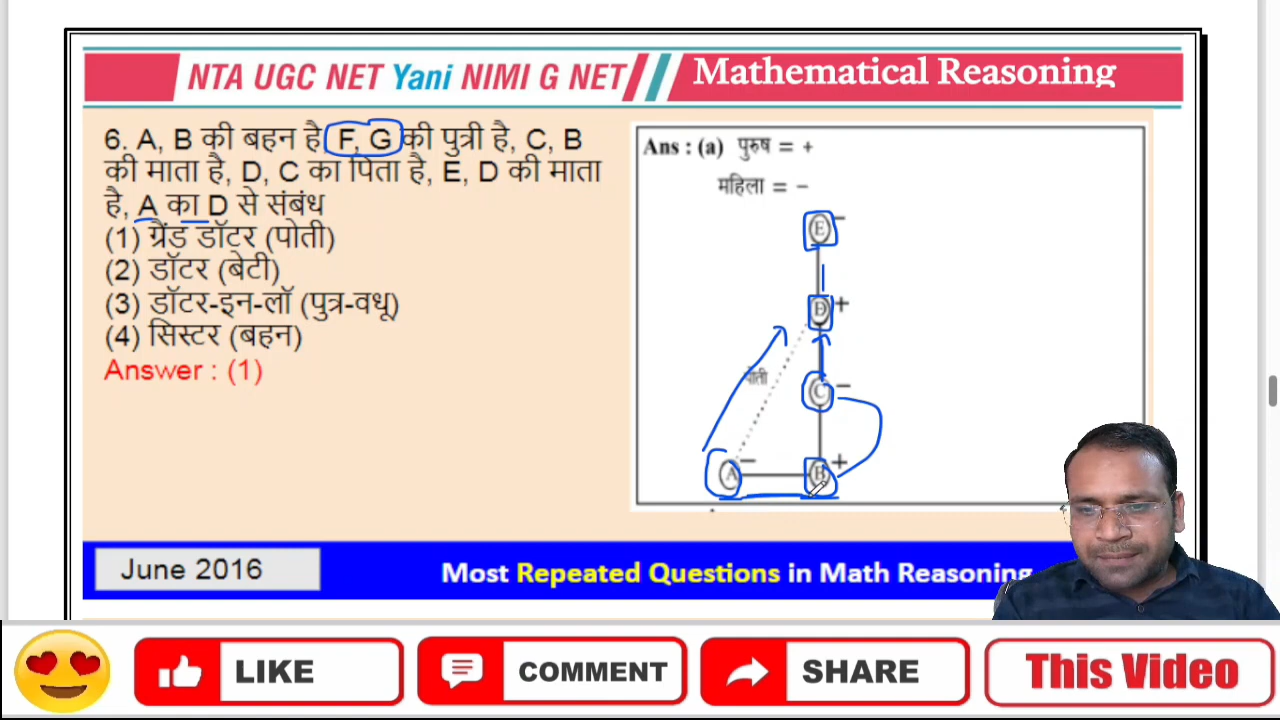 NTA UGC NET Yani NIMI G NET
Mathematical Reasoning
6. A, B की बहन है, F, G की पुत्री है, C, B
की माता है, D, C का पिता है, E, D की माता
है, A का D से संबंध
(1) ग्रैंड डॉटर (पोती)
(2) डॉटर (बेटी)
(3) डॉटर-इन-लॉ (पुत्र-वधू)
(4) सिस्टर (बहन)
Answer : (1)
Ans : (a) पुरुष = +
महिला = −
E −
D +
पोती
C −
A −
B +
June 2016
Most Repeated Questions in Math Reasoning
LIKE
COMMENT
SHARE
This Video